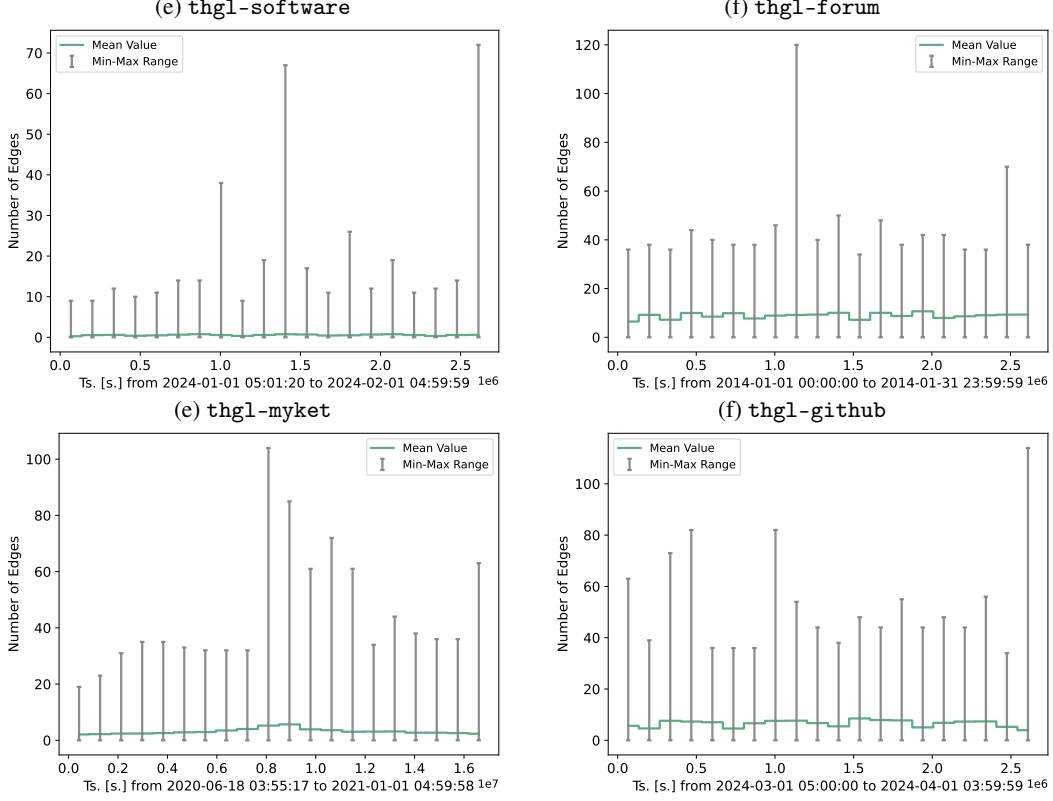 (e) thgl-software
(f) thgl-forum
Number of Edges
70
60
50
40
30
20
10
0
Mean Value
Min-Max Range
0.0 0.5 1.0 1.5 2.0 2.5
1e6
Ts. [s.] from 2024-01-01 05:01:20 to 2024-02-01 04:59:59
Number of Edges
120
100
80
60
40
20
0
Mean Value
Min-Max Range
0.0 0.5 1.0 1.5 2.0 2.5
1e6
Ts. [s.] from 2014-01-01 00:00:00 to 2014-01-31 23:59:59
(e) thgl-myket
(f) thgl-github
Number of Edges
100
80
60
40
20
0
Mean Value
Min-Max Range
0.0 0.2 0.4 0.6 0.8 1.0 1.2 1.4 1.6
1e7
Ts. [s.] from 2020-06-18 03:55:17 to 2021-01-01 04:59:58
Number of Edges
100
80
60
40
20
0
Mean Value
Min-Max Range
0.0 0.5 1.0 1.5 2.0 2.5
1e6
Ts. [s.] from 2024-03-01 05:00:00 to 2024-04-01 03:59:59